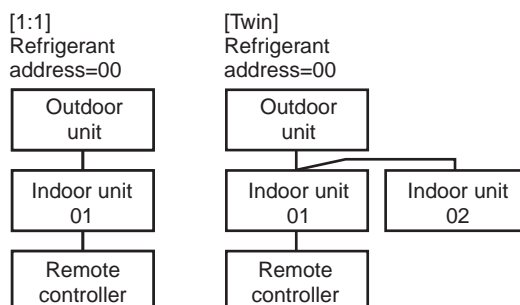 [1:1]
Refrigerant
address=00
Outdoor
unit
Indoor unit
01
Remote
controller
[Twin]
Refrigerant
address=00
Outdoor
unit
Indoor unit
01
Indoor unit
02
Remote
controller